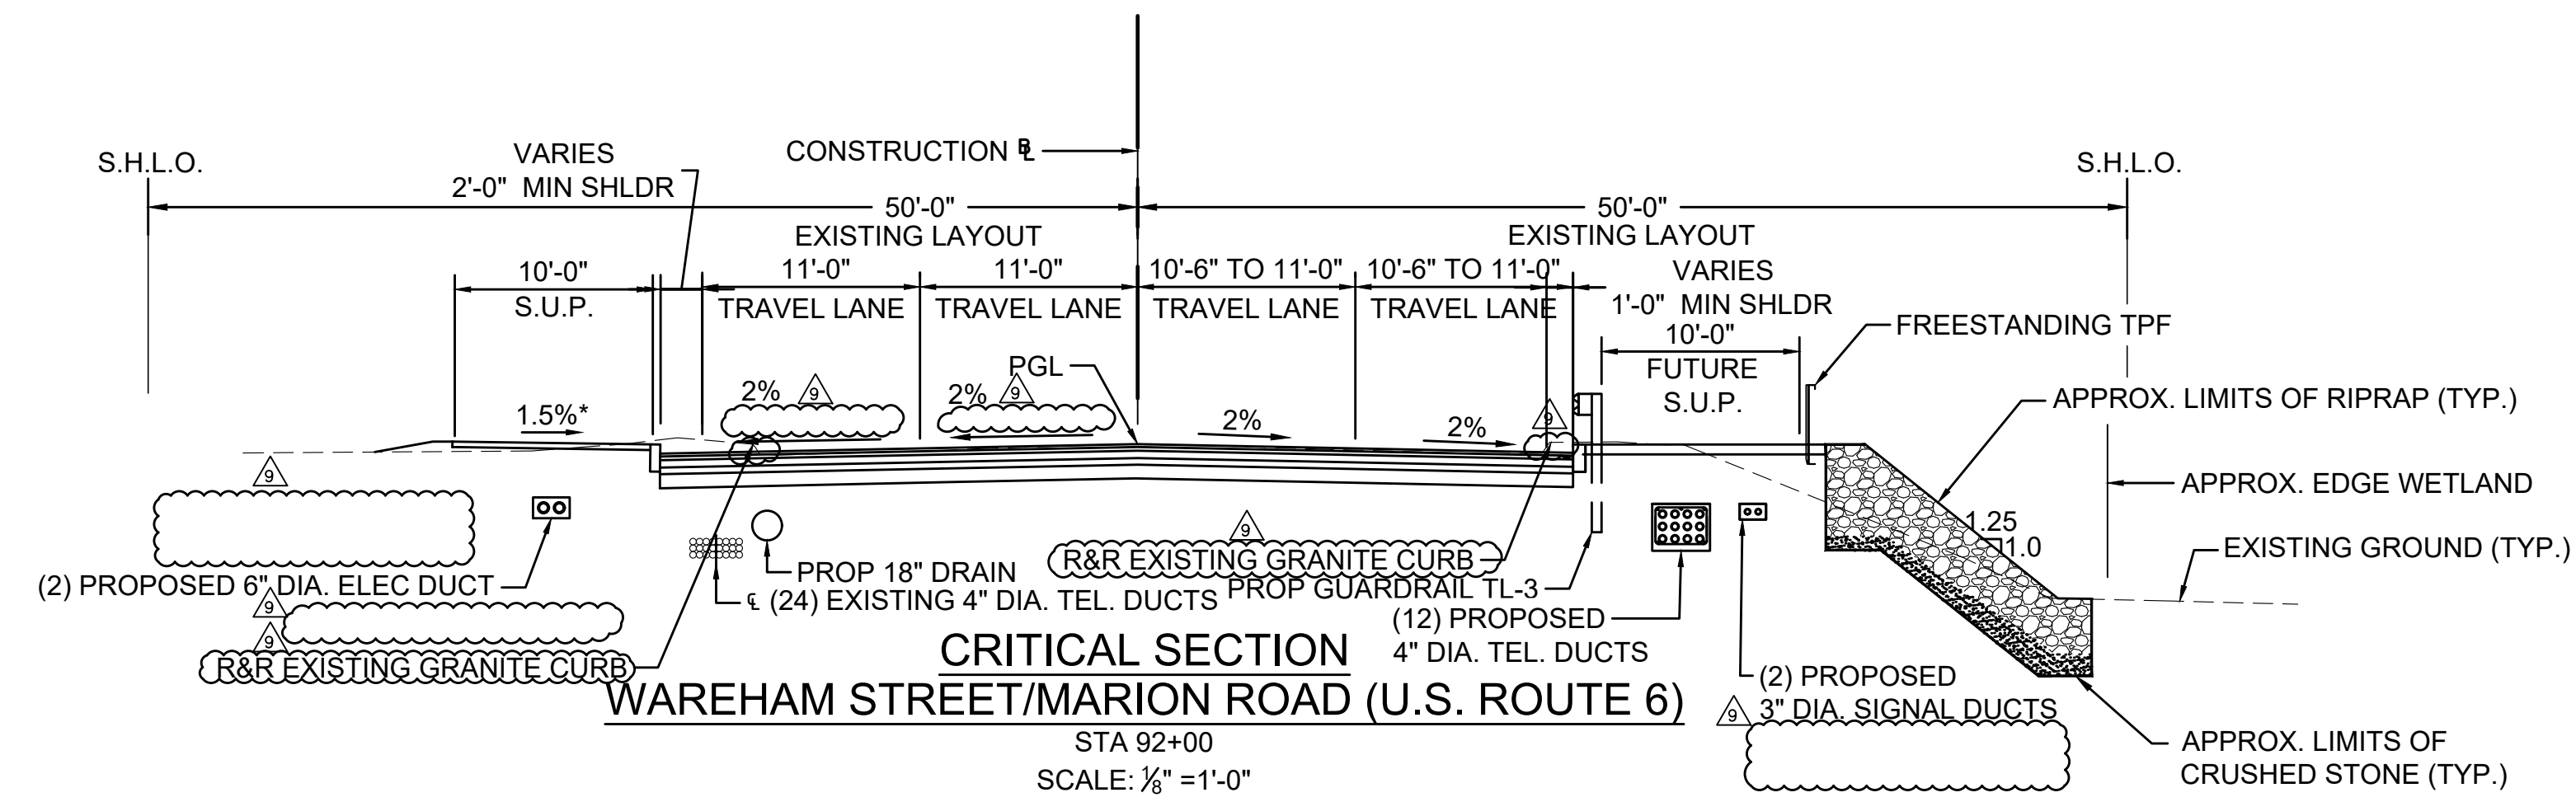 S.H.L.O.
VARIES
2'-0" MIN SHLDR
CONSTRUCTION ℄
S.H.L.O.
50'-0"
EXISTING LAYOUT
50'-0"
EXISTING LAYOUT
10'-0"
S.U.P.
11'-0"
TRAVEL LANE
11'-0"
TRAVEL LANE
10'-6" TO 11'-0"
TRAVEL LANE
10'-6" TO 11'-0"
TRAVEL LANE
VARIES
1'-0" MIN SHLDR
10'-0"
FUTURE
S.U.P.
FREESTANDING TPF
PGL
2%
9
2%
9
1.5%*
2%
2%
9
APPROX. LIMITS OF RIPRAP (TYP.)
APPROX. EDGE WETLAND
1.25
1.0
EXISTING GROUND (TYP.)
9
(2) PROPOSED 6" DIA. ELEC DUCT
9
9
R&R EXISTING GRANITE CURB
PROP 18" DRAIN
℄ (24) EXISTING 4" DIA. TEL. DUCTS
9
R&R EXISTING GRANITE CURB
PROP GUARDRAIL TL-3
(12) PROPOSED
4" DIA. TEL. DUCTS
(2) PROPOSED
9
3" DIA. SIGNAL DUCTS
APPROX. LIMITS OF
CRUSHED STONE (TYP.)
CRITICAL SECTION
WAREHAM STREET/MARION ROAD (U.S. ROUTE 6)
STA 92+00
SCALE: ⅛" =1'-0"